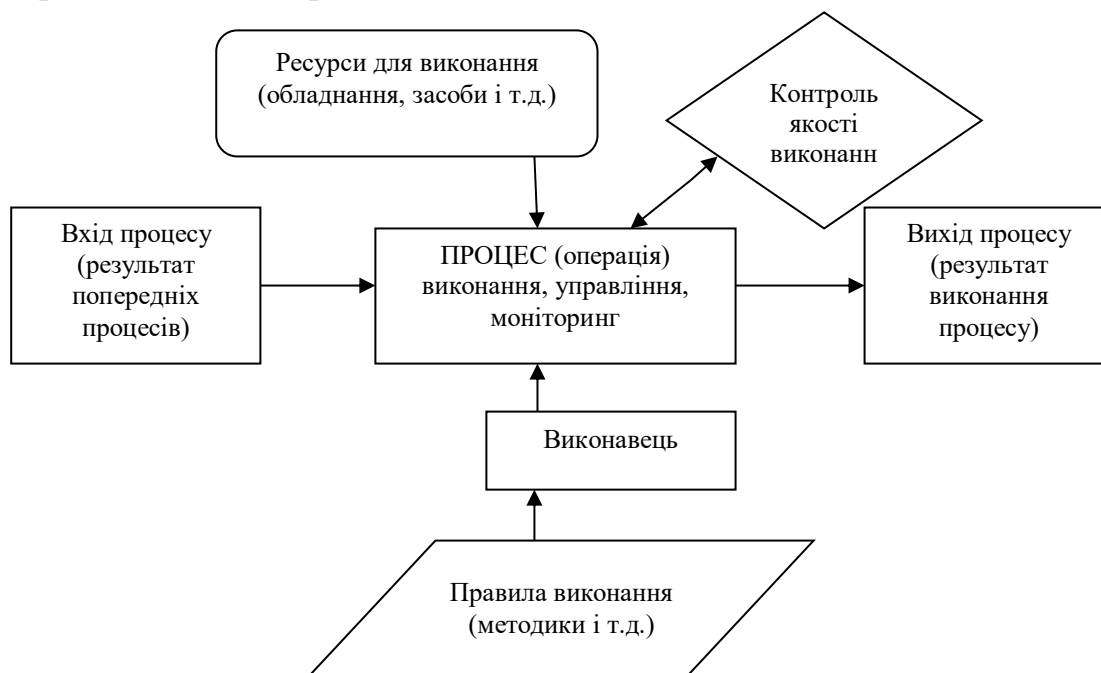 Ресурси для виконання
(обладнання, засоби і т.д.)
Контроль
якості
виконанн
Вхід процесу
(результат
попередніх
процесів)
ПРОЦЕС (операція)
виконання, управління,
моніторинг
Вихід процесу
(результат
виконання
процесу)
Виконавець
Правила виконання
(методики і т.д.)